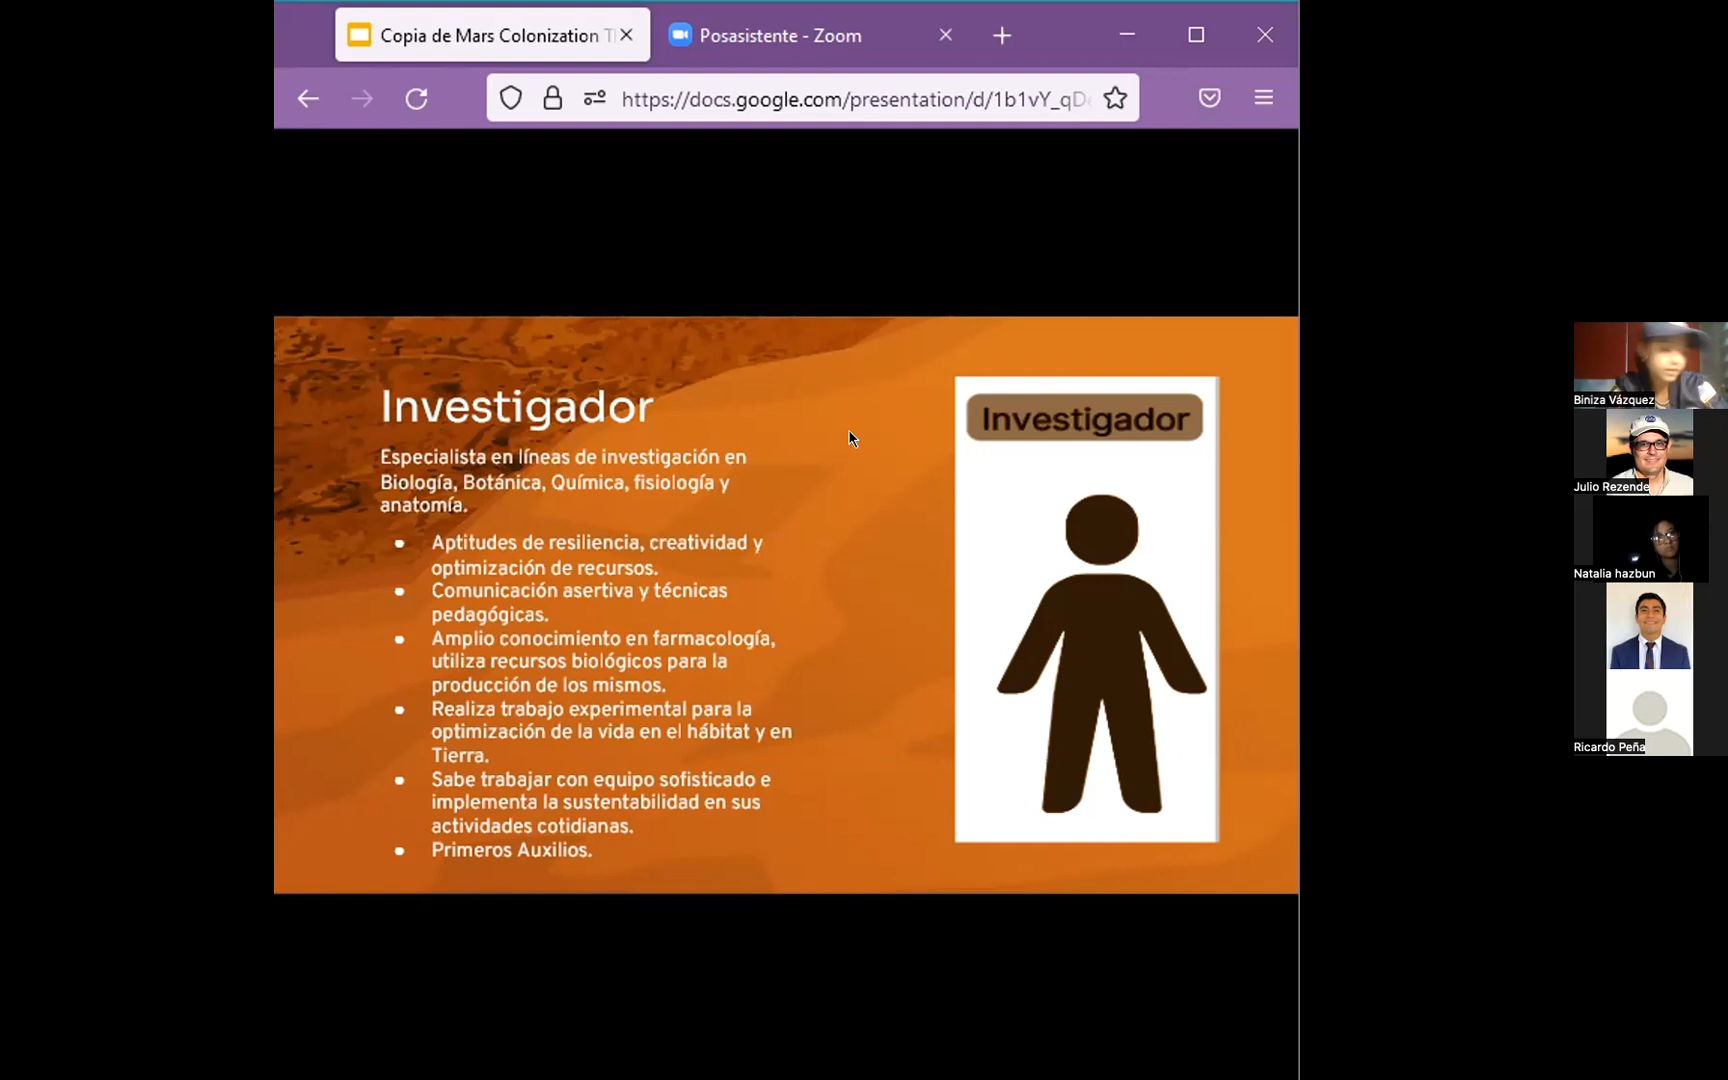 Copia de Mars Colonization T
Posasistente - Zoom
https://docs.google.com/presentation/d/1b1vY_qD
Investigador
Especialista en líneas de investigación en
Biología, Botánica, Química, fisiología y
anatomía.
Aptitudes de resiliencia, creatividad y
optimización de recursos.
Comunicación asertiva y técnicas
pedagógicas.
Amplio conocimiento en farmacología,
utiliza recursos biológicos para la
producción de los mismos.
Realiza trabajo experimental para la
optimización de la vida en el hábitat y en
Tierra.
Sabe trabajar con equipo sofisticado e
implementa la sustentabilidad en sus
actividades cotidianas.
Primeros Auxilios.
Investigador
Biniza Vázquez
Julio Rezende
Natalia hazbun
Ricardo Peña